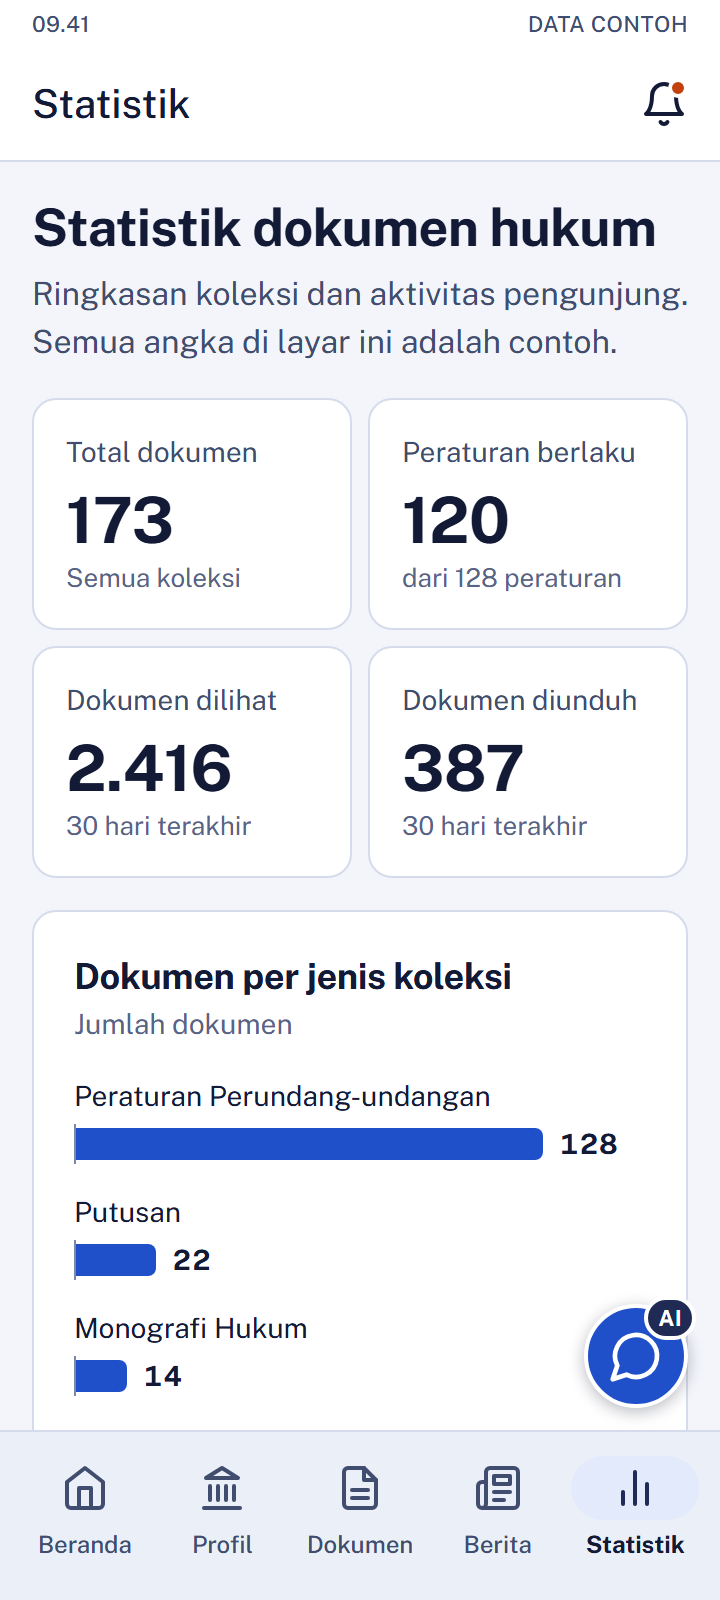 09.41
DATA CONTOH
Statistik
Statistik dokumen hukum
Ringkasan koleksi dan aktivitas pengunjung.
Semua angka di layar ini adalah contoh.
Total dokumen
173
Semua koleksi
Peraturan berlaku
120
dari 128 peraturan
Dokumen dilihat
2.416
30 hari terakhir
Dokumen diunduh
387
30 hari terakhir
Dokumen per jenis koleksi
Jumlah dokumen
Peraturan Perundang-undangan
128
Putusan
22
Monografi Hukum
14
AI
Beranda
Profil
Dokumen
Berita
Statistik